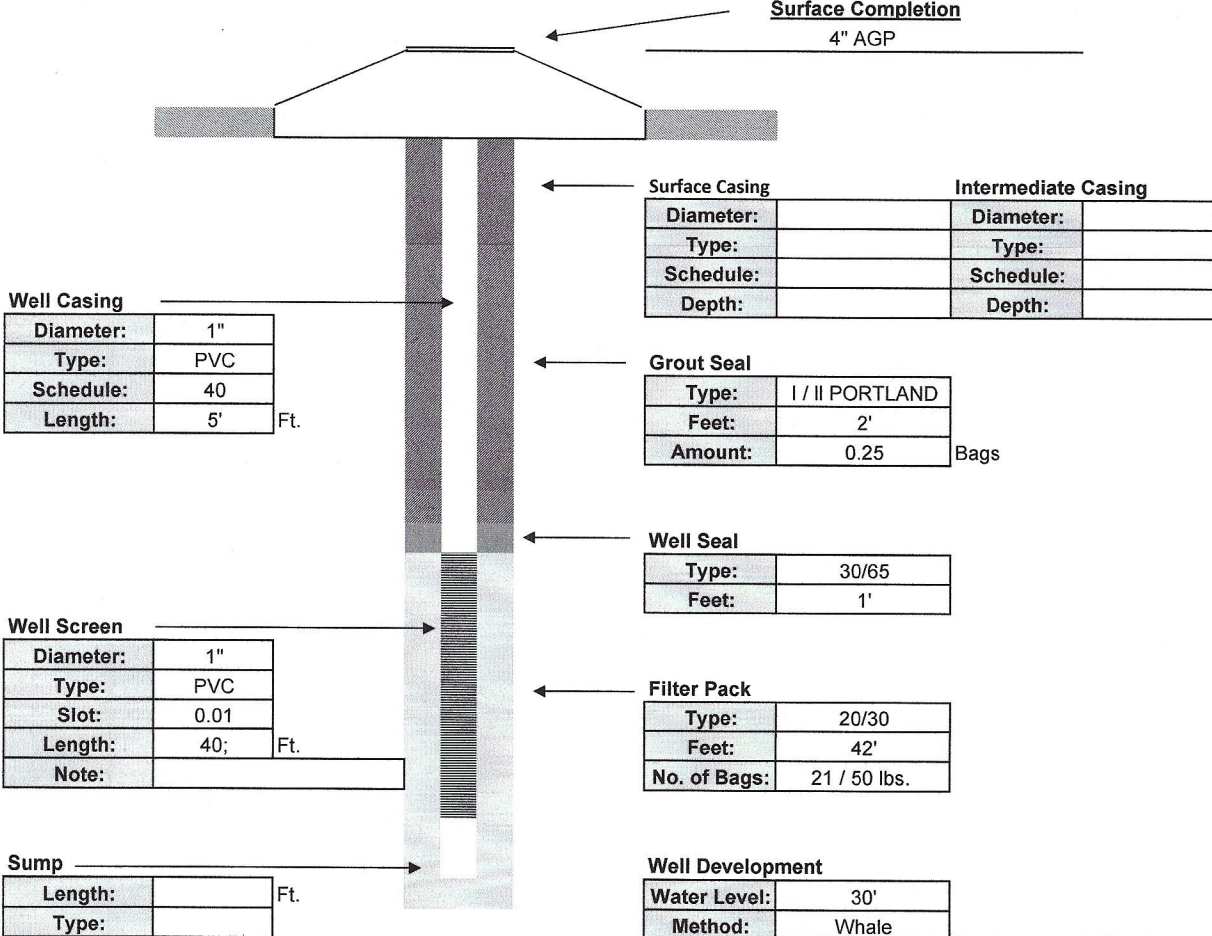 Surface Completion
4" AGP
Surface Casing
Diameter:
Type:
Schedule:
Depth:
Intermediate Casing
Diameter:
Type:
Schedule:
Depth:
Well Casing
Diameter: 1"
Type: PVC
Schedule: 40
Length: 5' Ft.
Grout Seal
Type: I / II PORTLAND
Feet: 2'
Amount: 0.25 Bags
Well Seal
Type: 30/65
Feet: 1'
Well Screen
Diameter: 1"
Type: PVC
Slot: 0.01
Length: 40; Ft.
Note:
Filter Pack
Type: 20/30
Feet: 42'
No. of Bags: 21 / 50 lbs.
Sump
Length: Ft.
Type:
Well Development
Water Level: 30'
Method: Whale